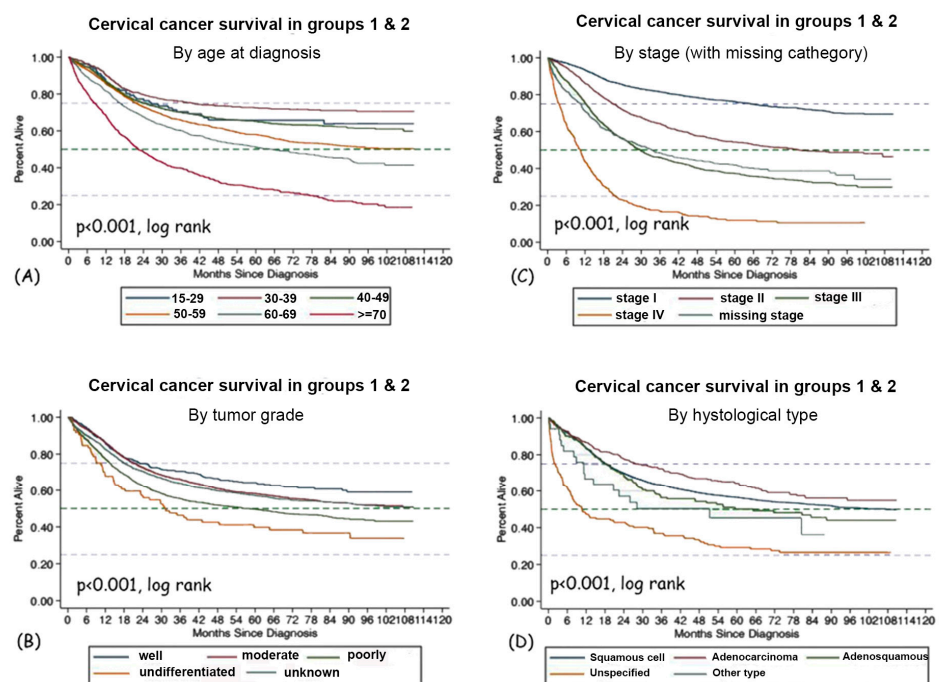 Cervical cancer survival in groups 1 & 2
By age at diagnosis
1.00
0.80
0.60
0.40
0.20
0.00
Percent Alive
p<0.001, log rank
0 6 12 18 24 30 36 42 48 54 60 66 72 78 84 90 96 102108114120
Months Since Diagnosis
(A)
15-29 30-39 40-49
50-59 60-69 >=70
Cervical cancer survival in groups 1 & 2
By stage (with missing cathegory)
1.00
0.80
0.60
0.40
0.20
0.00
Percent Alive
p<0.001, log rank
0 6 12 18 24 30 36 42 48 54 60 66 72 78 84 90 96 102108114120
Months Since Diagnosis
(C)
stage I stage II stage III
stage IV missing stage
Cervical cancer survival in groups 1 & 2
By tumor grade
1.00
0.80
0.60
0.40
0.20
0.00
Percent Alive
p<0.001, log rank
0 6 12 18 24 30 36 42 48 54 60 66 72 78 84 90 96 102108114120
Months Since Diagnosis
(B)
well moderate poorly
undifferentiated unknown
Cervical cancer survival in groups 1 & 2
By hystological type
1.00
0.80
0.60
0.40
0.20
0.00
Percent Alive
p<0.001, log rank
0 6 12 18 24 30 36 42 48 54 60 66 72 78 84 90 96 102108114120
Months Since Diagnosis
(D)
Squamous cell Adenocarcinoma Adenosquamous
Unspecified Other type